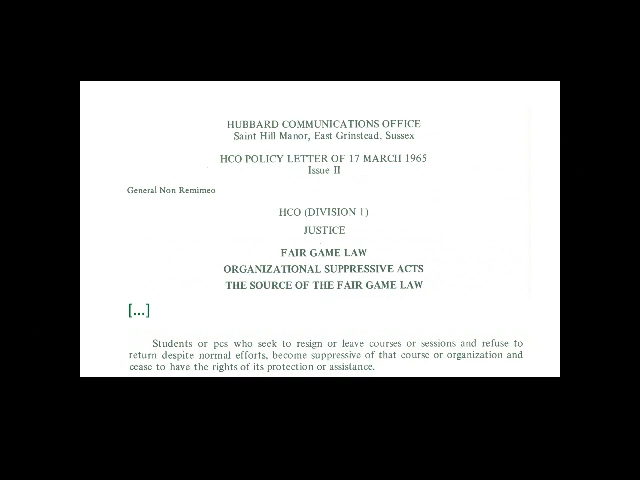 HUBBARD COMMUNICATIONS OFFICE
Saint Hill Manor, East Grinstead, Sussex
HCO POLICY LETTER OF 17 MARCH 1965
Issue II
General Non Remimeo
HCO (DIVISION 1)
JUSTICE
FAIR GAME LAW
ORGANIZATIONAL SUPPRESSIVE ACTS
THE SOURCE OF THE FAIR GAME LAW
[...]
Students or pcs who seek to resign or leave courses or sessions and refuse to
return despite normal efforts, become suppressive of that course or organization and
cease to have the rights of its protection or assistance.